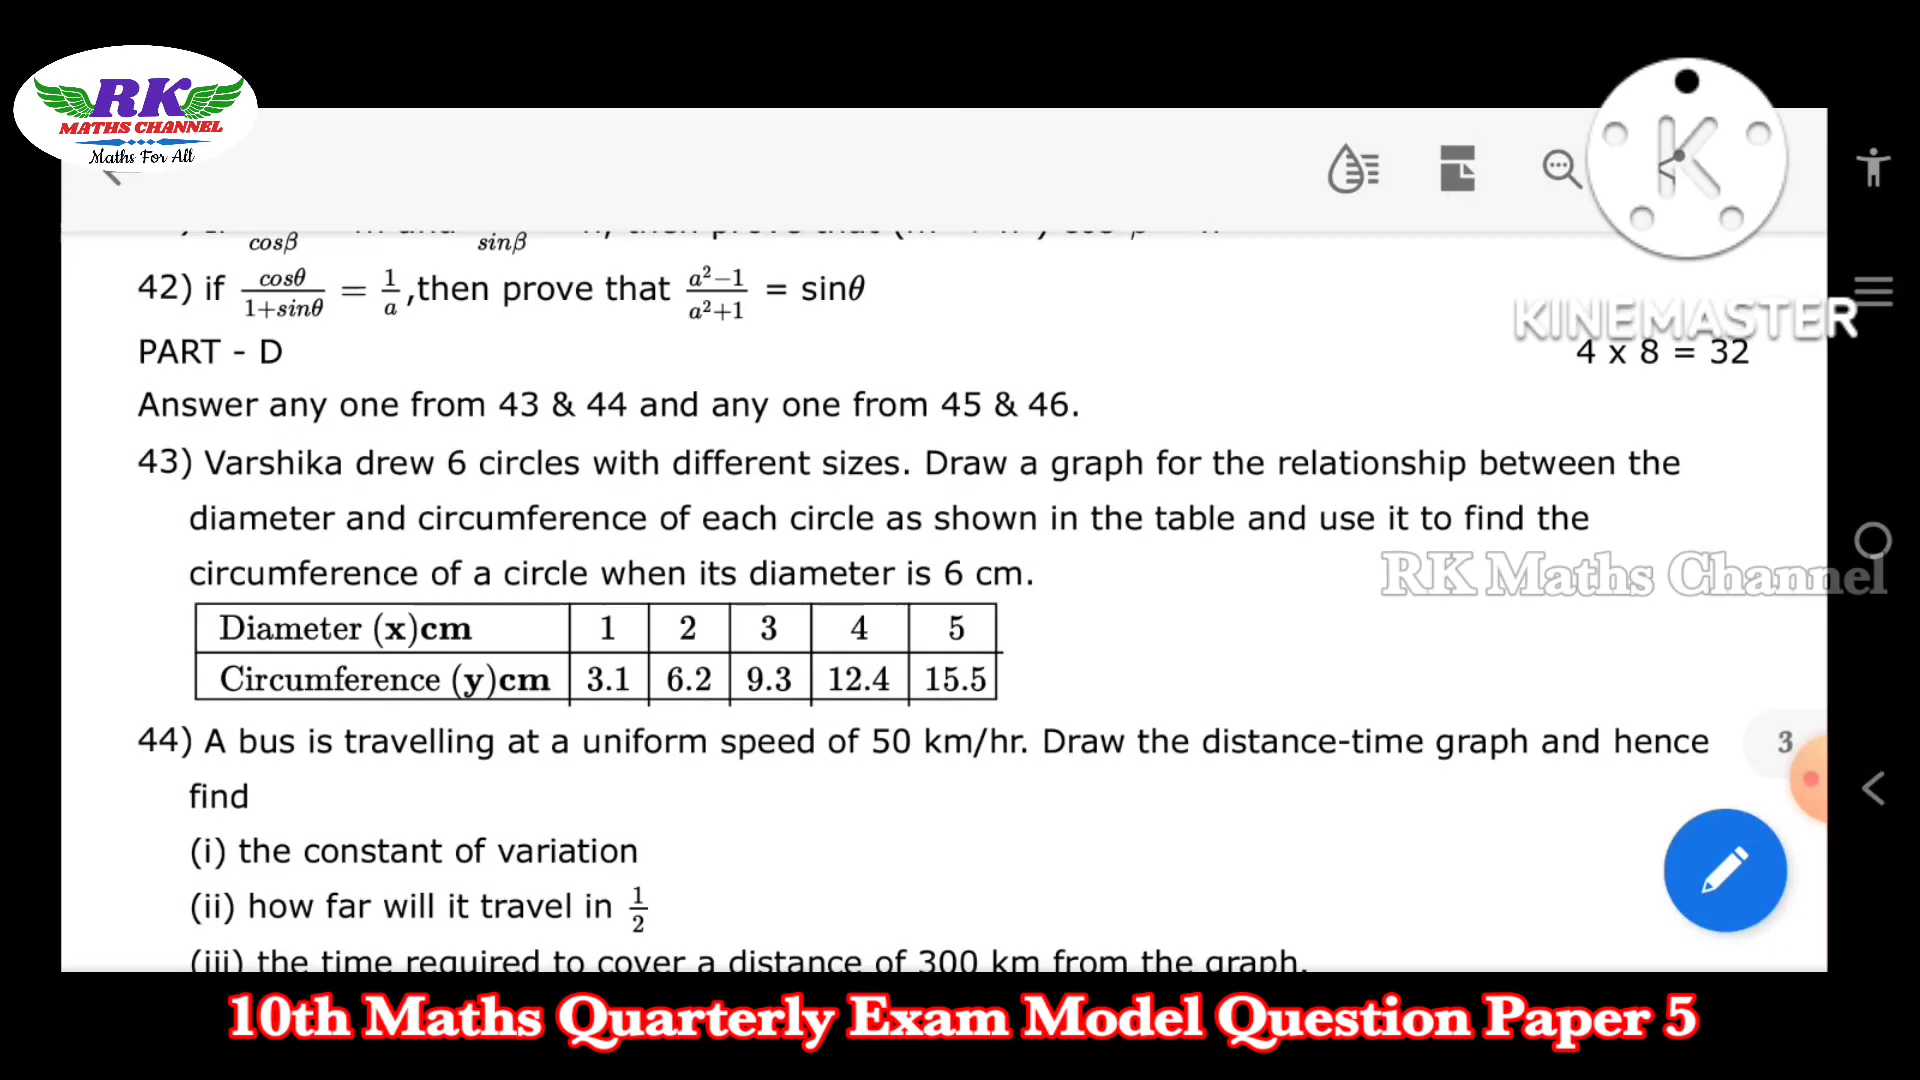 RK
MATHS CHANNEL
Maths For All
K
cosβ sinβ
42) if cosθ/1+sinθ = 1/a ,then prove that a²−1/a²+1 = sinθ
KINEMASTER
PART - D 4 x 8 = 32
Answer any one from 43 & 44 and any one from 45 & 46.
43) Varshika drew 6 circles with different sizes. Draw a graph for the relationship between the
diameter and circumference of each circle as shown in the table and use it to find the
circumference of a circle when its diameter is 6 cm.
RK Maths Channel
Diameter (x)cm 1 2 3 4 5
Circumference (y)cm 3.1 6.2 9.3 12.4 15.5
44) A bus is travelling at a uniform speed of 50 km/hr. Draw the distance-time graph and hence
3
find
(i) the constant of variation
(ii) how far will it travel in 1/2
(iii) the time required to cover a distance of 300 km from the graph.
10th Maths Quarterly Exam Model Question Paper 5